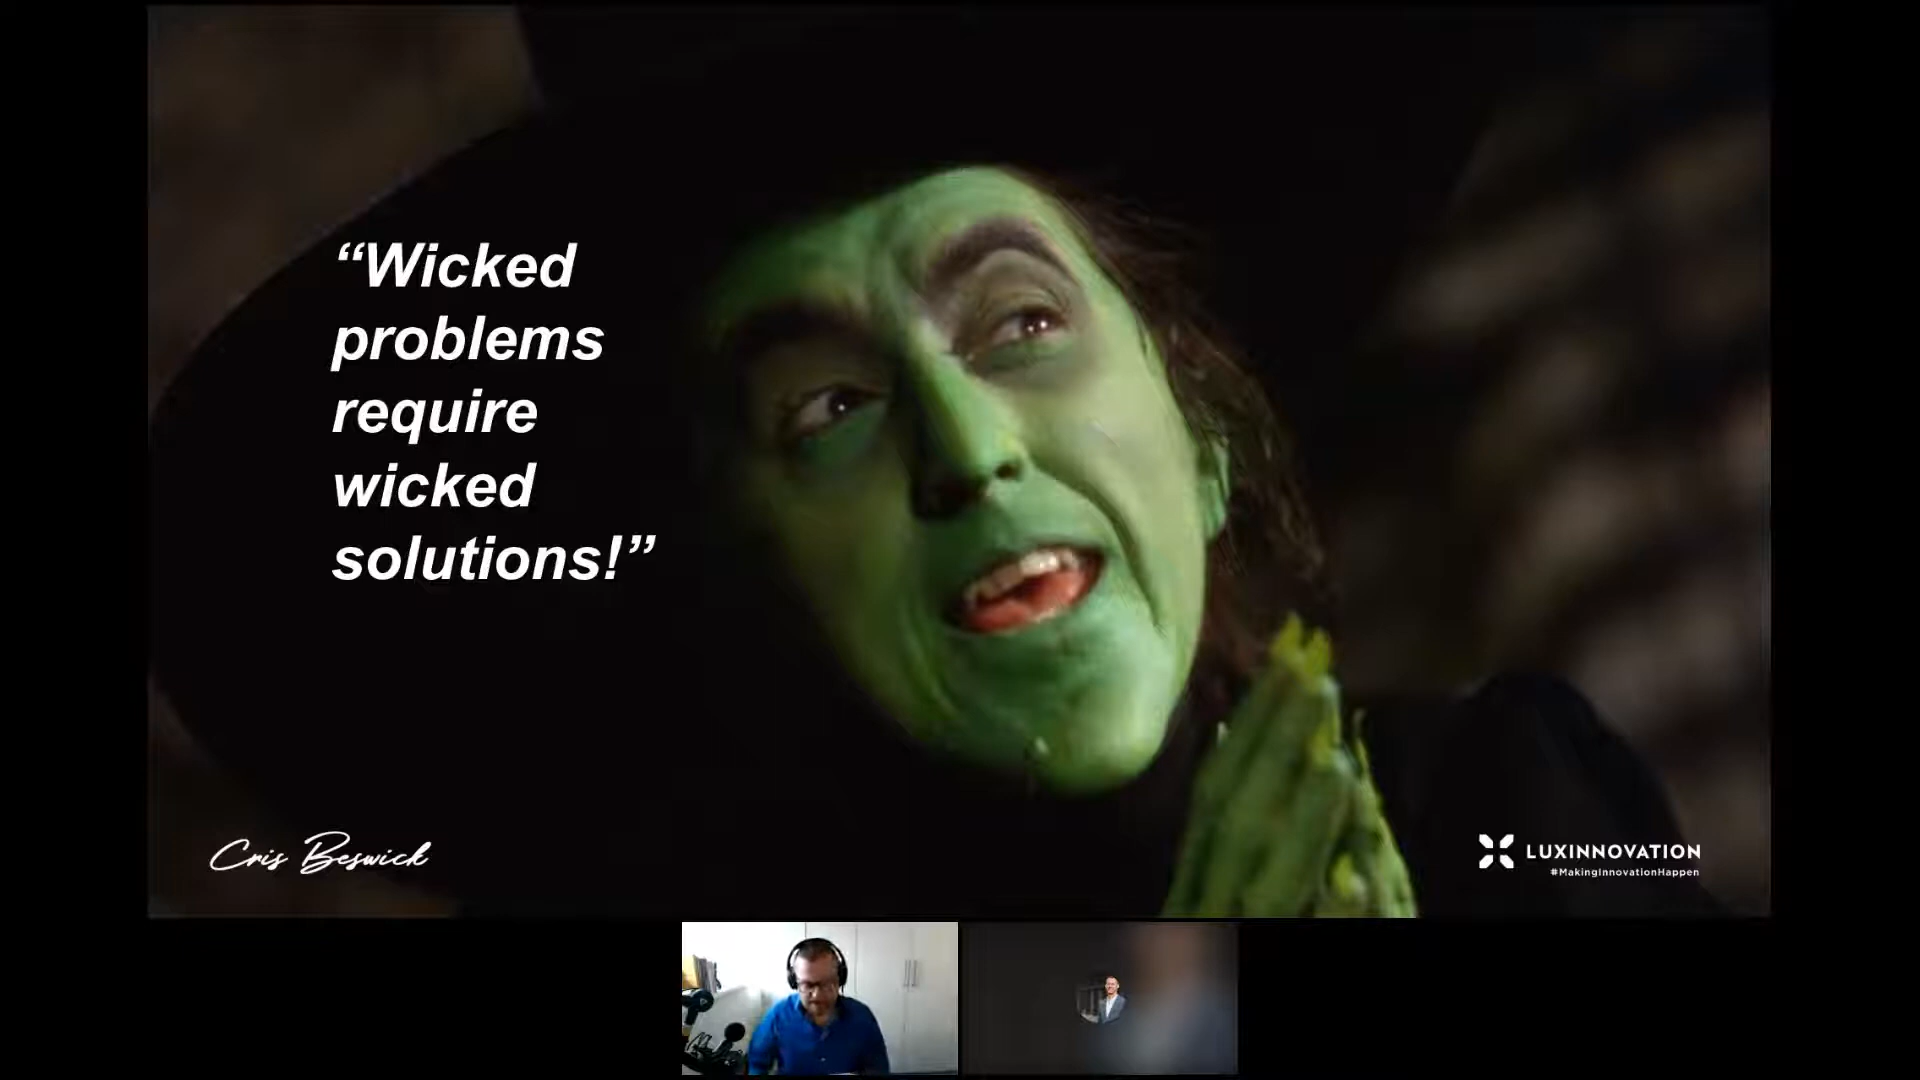 “Wicked
problems
require
wicked
solutions!”
Cris Beswick
LUXINNOVATION
#MakingInnovationHappen